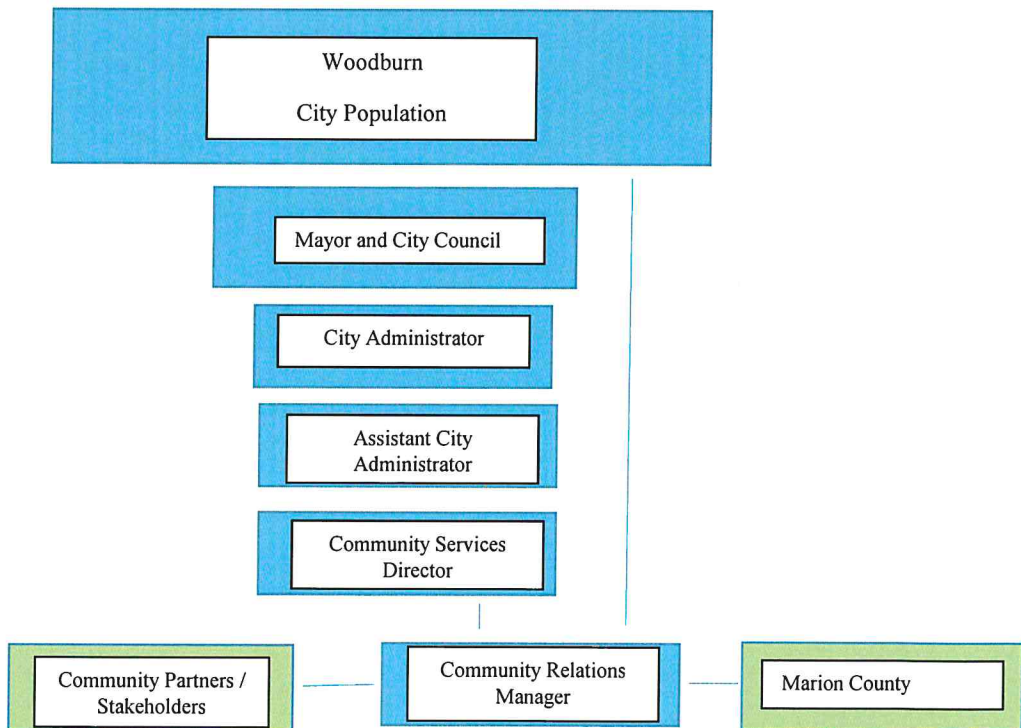 Woodburn
City Population
Mayor and City Council
City Administrator
Assistant City
Administrator
Community Services
Director
Community Partners /
Stakeholders
Community Relations
Manager
Marion County